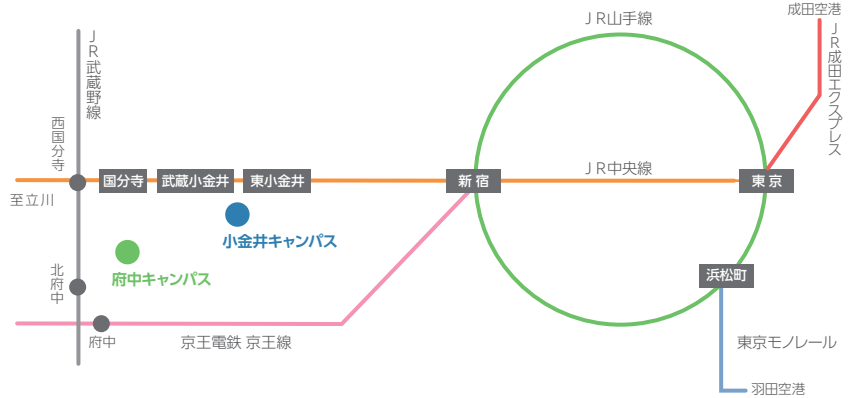 成田空港
JR山手線
JR武蔵野線
JR成田エクスプレス
西国分寺
JR中央線
国分寺
武蔵小金井
東小金井
新宿
東京
至立川
小金井キャンパス
府中キャンパス
北府中
浜松町
府中
京王電鉄 京王線
東京モノレール
羽田空港